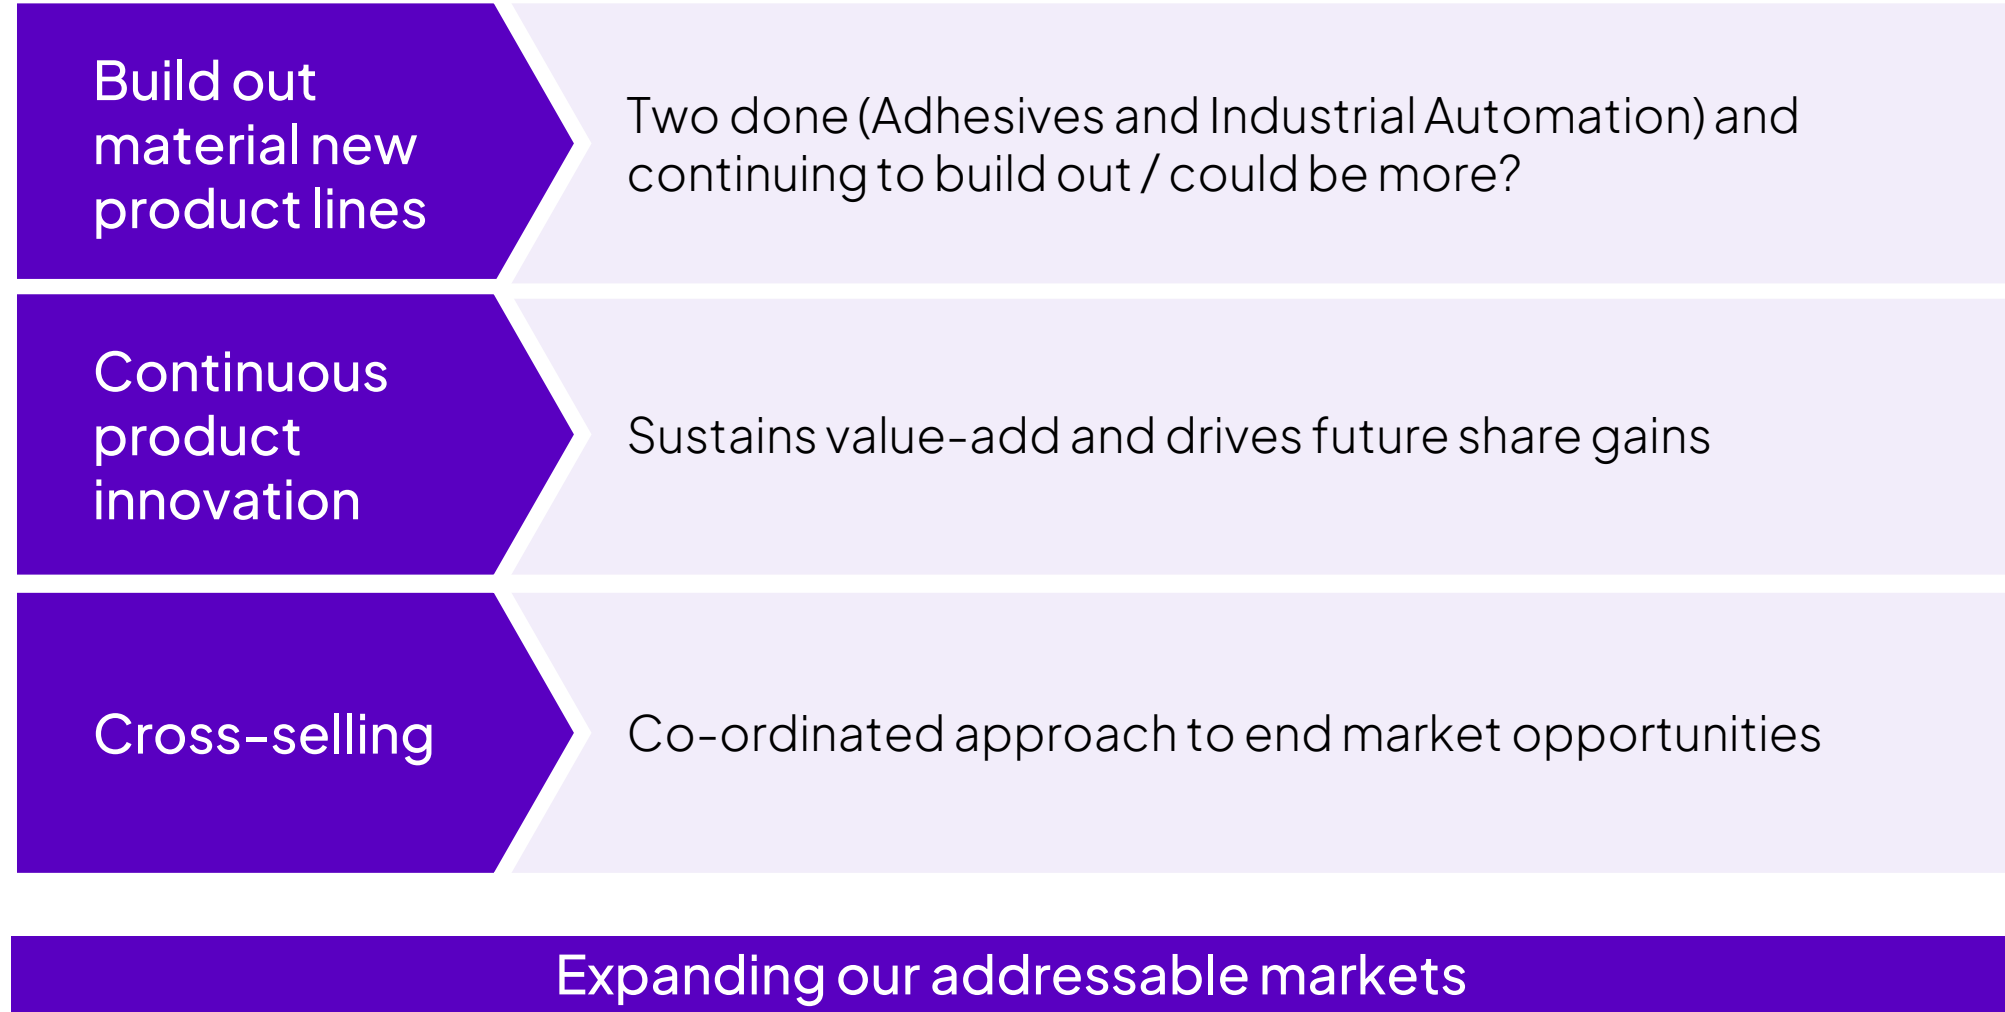 Build out
material new
product lines
Two done (Adhesives and Industrial Automation) and
continuing to build out / could be more?
Continuous
product
innovation
Sustains value-add and drives future share gains
Cross-selling
Co-ordinated approach to end market opportunities
Expanding our addressable markets